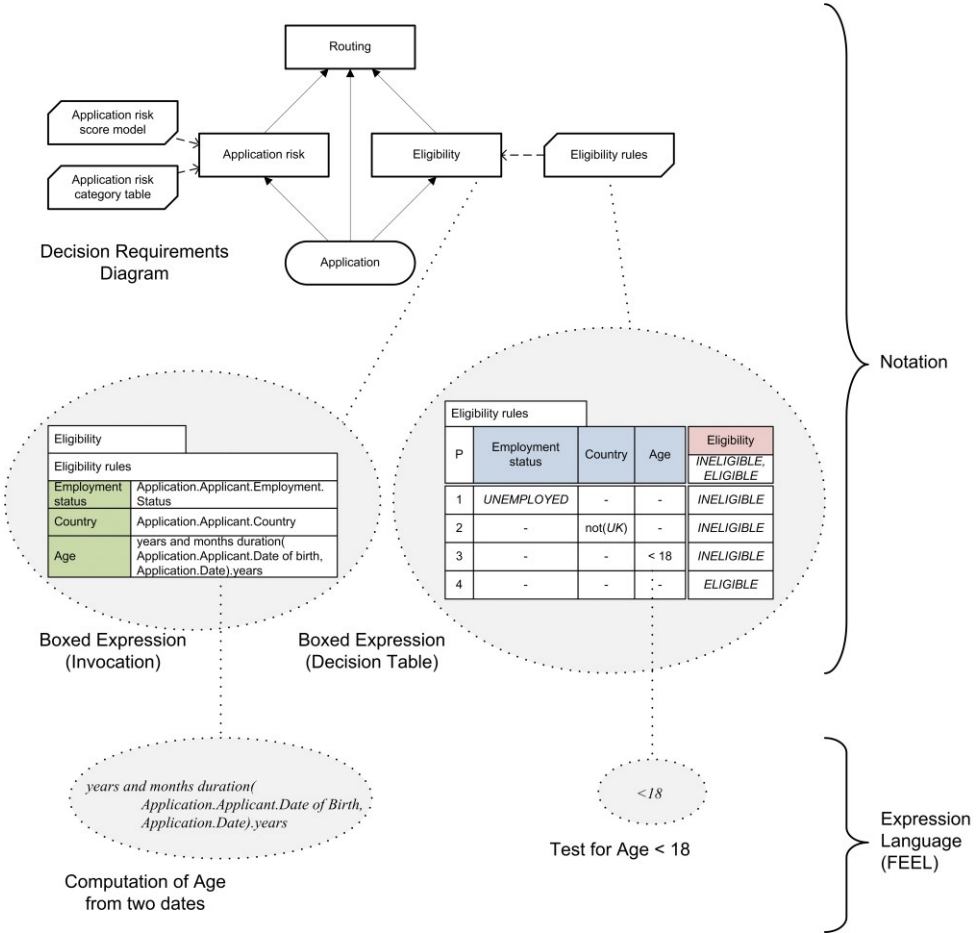 Routing
Application risk
score model
Application risk
Eligibility
Eligibility rules
Application risk
category table
Decision Requirements
Diagram
Application
Notation
Eligibility
Eligibility rules
Employment
status
Application.Applicant.Employment.
Status
Country
Application.Applicant.Country
Age
years and months duration(
Application.Applicant.Date of birth,
Application.Date).years
Boxed Expression
(Invocation)
Eligibility rules
P
Employment
status
Country
Age
Eligibility
INELIGIBLE,
ELIGIBLE
1 UNEMPLOYED - - INELIGIBLE
2 - not(UK) - INELIGIBLE
3 - - < 18 INELIGIBLE
4 - - - ELIGIBLE
Boxed Expression
(Decision Table)
years and months duration(
Application.Applicant.Date of Birth,
Application.Date).years
Computation of Age
from two dates
<18
Test for Age < 18
Expression
Language
(FEEL)